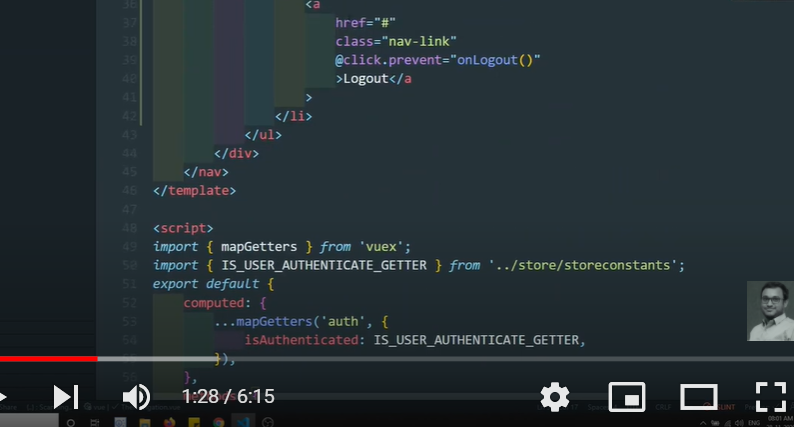 36 <a
37 href="#"
38 class="nav-link"
39 @click.prevent="onLogout()"
40 >Logout</a
41 >
42 </li>
43 </ul>
44 </div>
45 </nav>
46 </template>
47
48 <script>
49 import { mapGetters } from 'vuex';
50 import { IS_USER_AUTHENTICATE_GETTER } from '../store/storeconstants';
51 export default {
52 computed: {
53 ...mapGetters('auth', {
54 isAuthenticated: IS_USER_AUTHENTICATE_GETTER,
55 }),
},
1:28 / 6:15
ENG